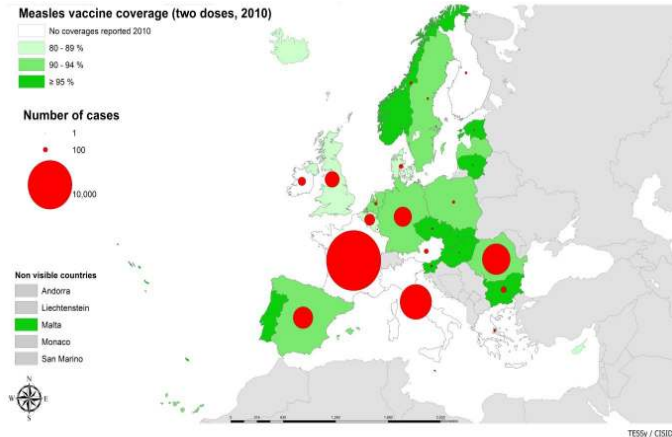 Measles vaccine coverage (two doses, 2010)
No coverages reported 2010
80 - 89 %
90 - 94 %
≥ 95 %
Number of cases
1
100
10,000
Non visible countries
Andorra
Liechtenstein
Malta
Monaco
San Marino
N
W E
S
TESSy / CISID